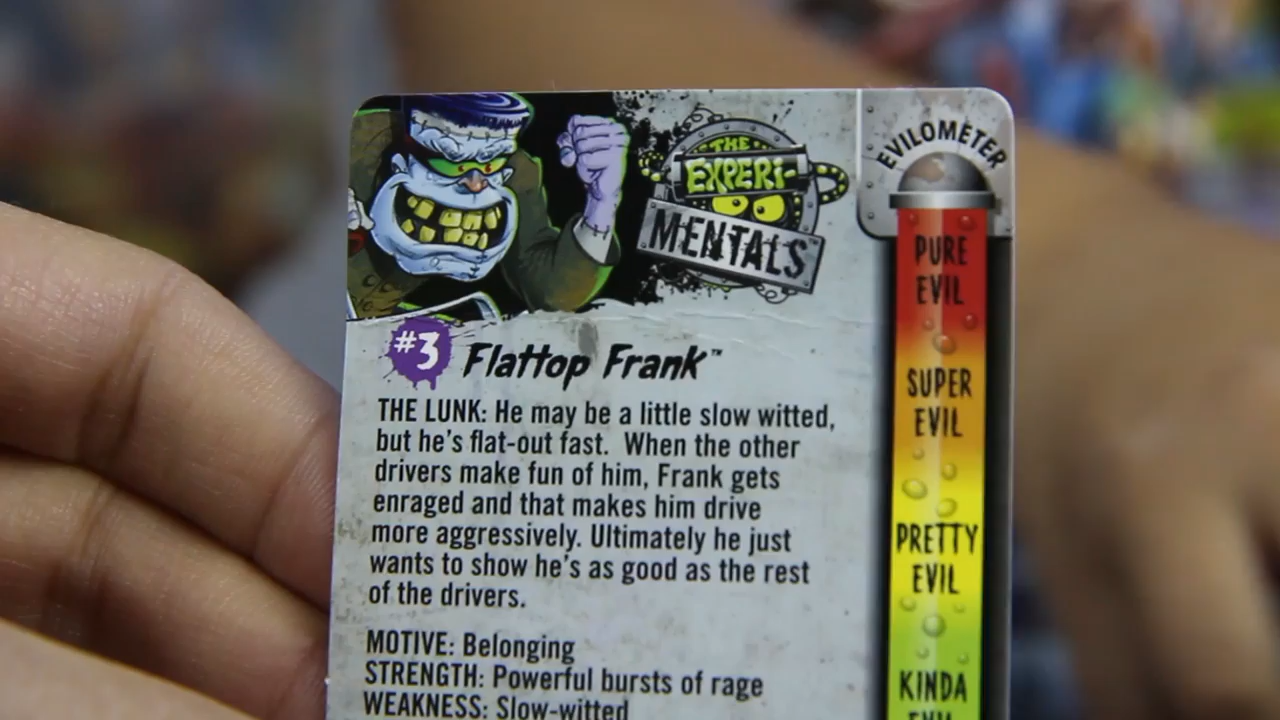 THE
EXPERI-
MENTALS™
EVILOMETER
PURE
EVIL
SUPER
EVIL
PRETTY
EVIL
KINDA
EVIL
#3 Flattop Frank™
THE LUNK: He may be a little slow witted,
but he's flat-out fast. When the other
drivers make fun of him, Frank gets
enraged and that makes him drive
more aggressively. Ultimately he just
wants to show he's as good as the rest
of the drivers.
MOTIVE: Belonging
STRENGTH: Powerful bursts of rage
WEAKNESS: Slow-witted